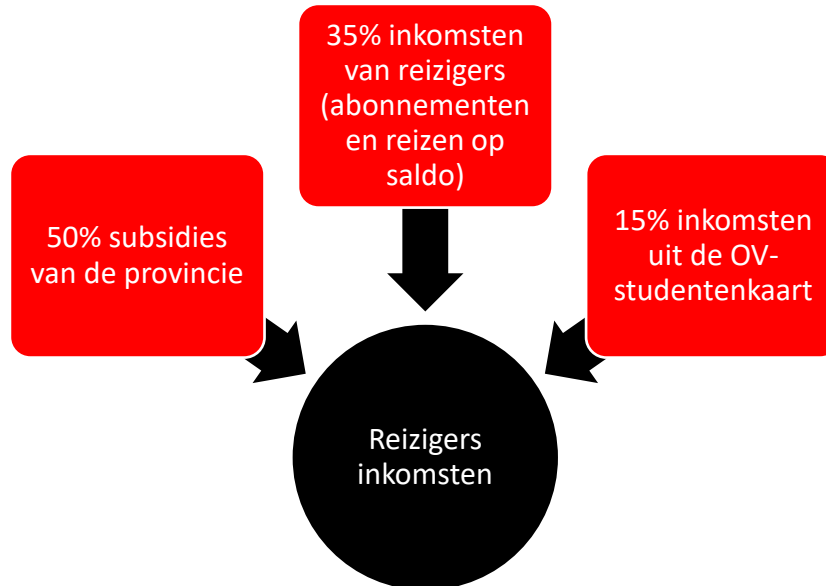 35% inkomsten
van reizigers
(abonnementen
en reizen op
saldo)
50% subsidies
van de provincie
15% inkomsten
uit de OV-
studentenkaart
Reizigers
inkomsten